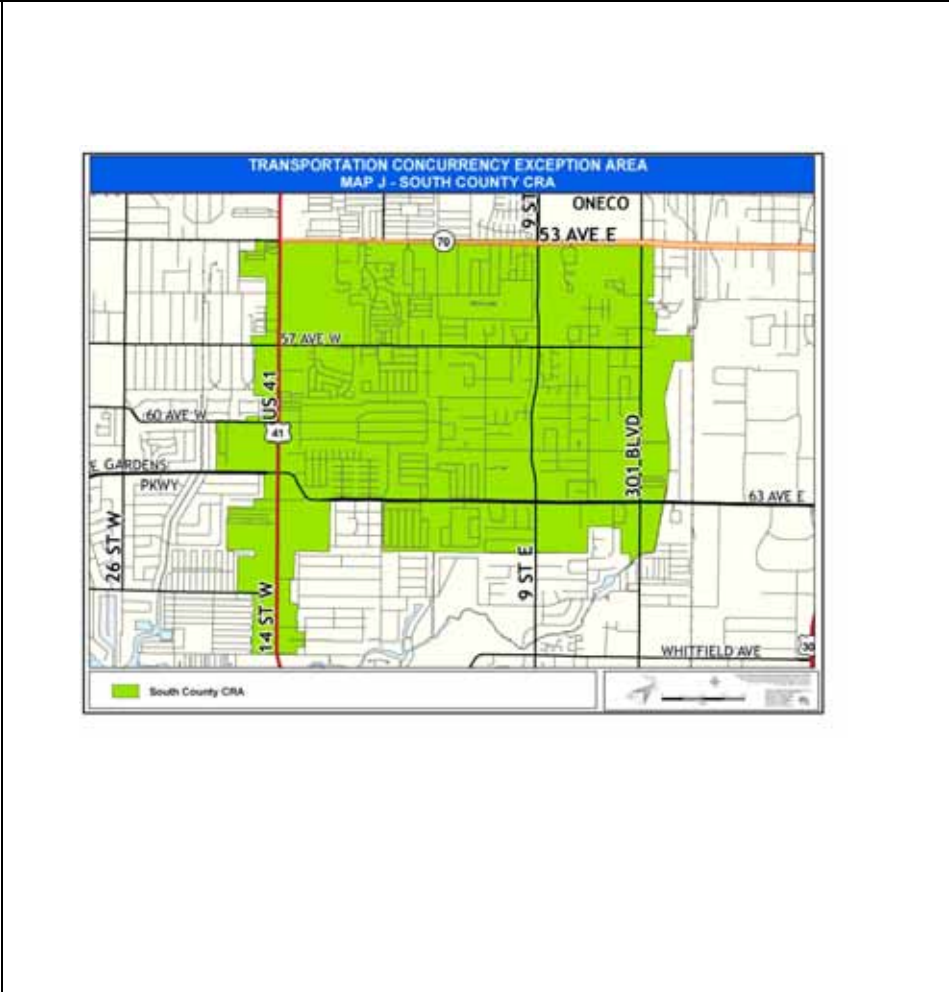 TRANSPORTATION CONCURRENCY EXCEPTION AREA
MAP J - SOUTH COUNTY CRA
9 ST
ONECO
53 AVE E
70
57 AVE W
US 41
60 AVE W
41
301 BLVD
E GARDENS
PKWY
63 AVE E
26 ST W
9 ST E
14 ST W
WHITFIELD AVE
30
South County CRA